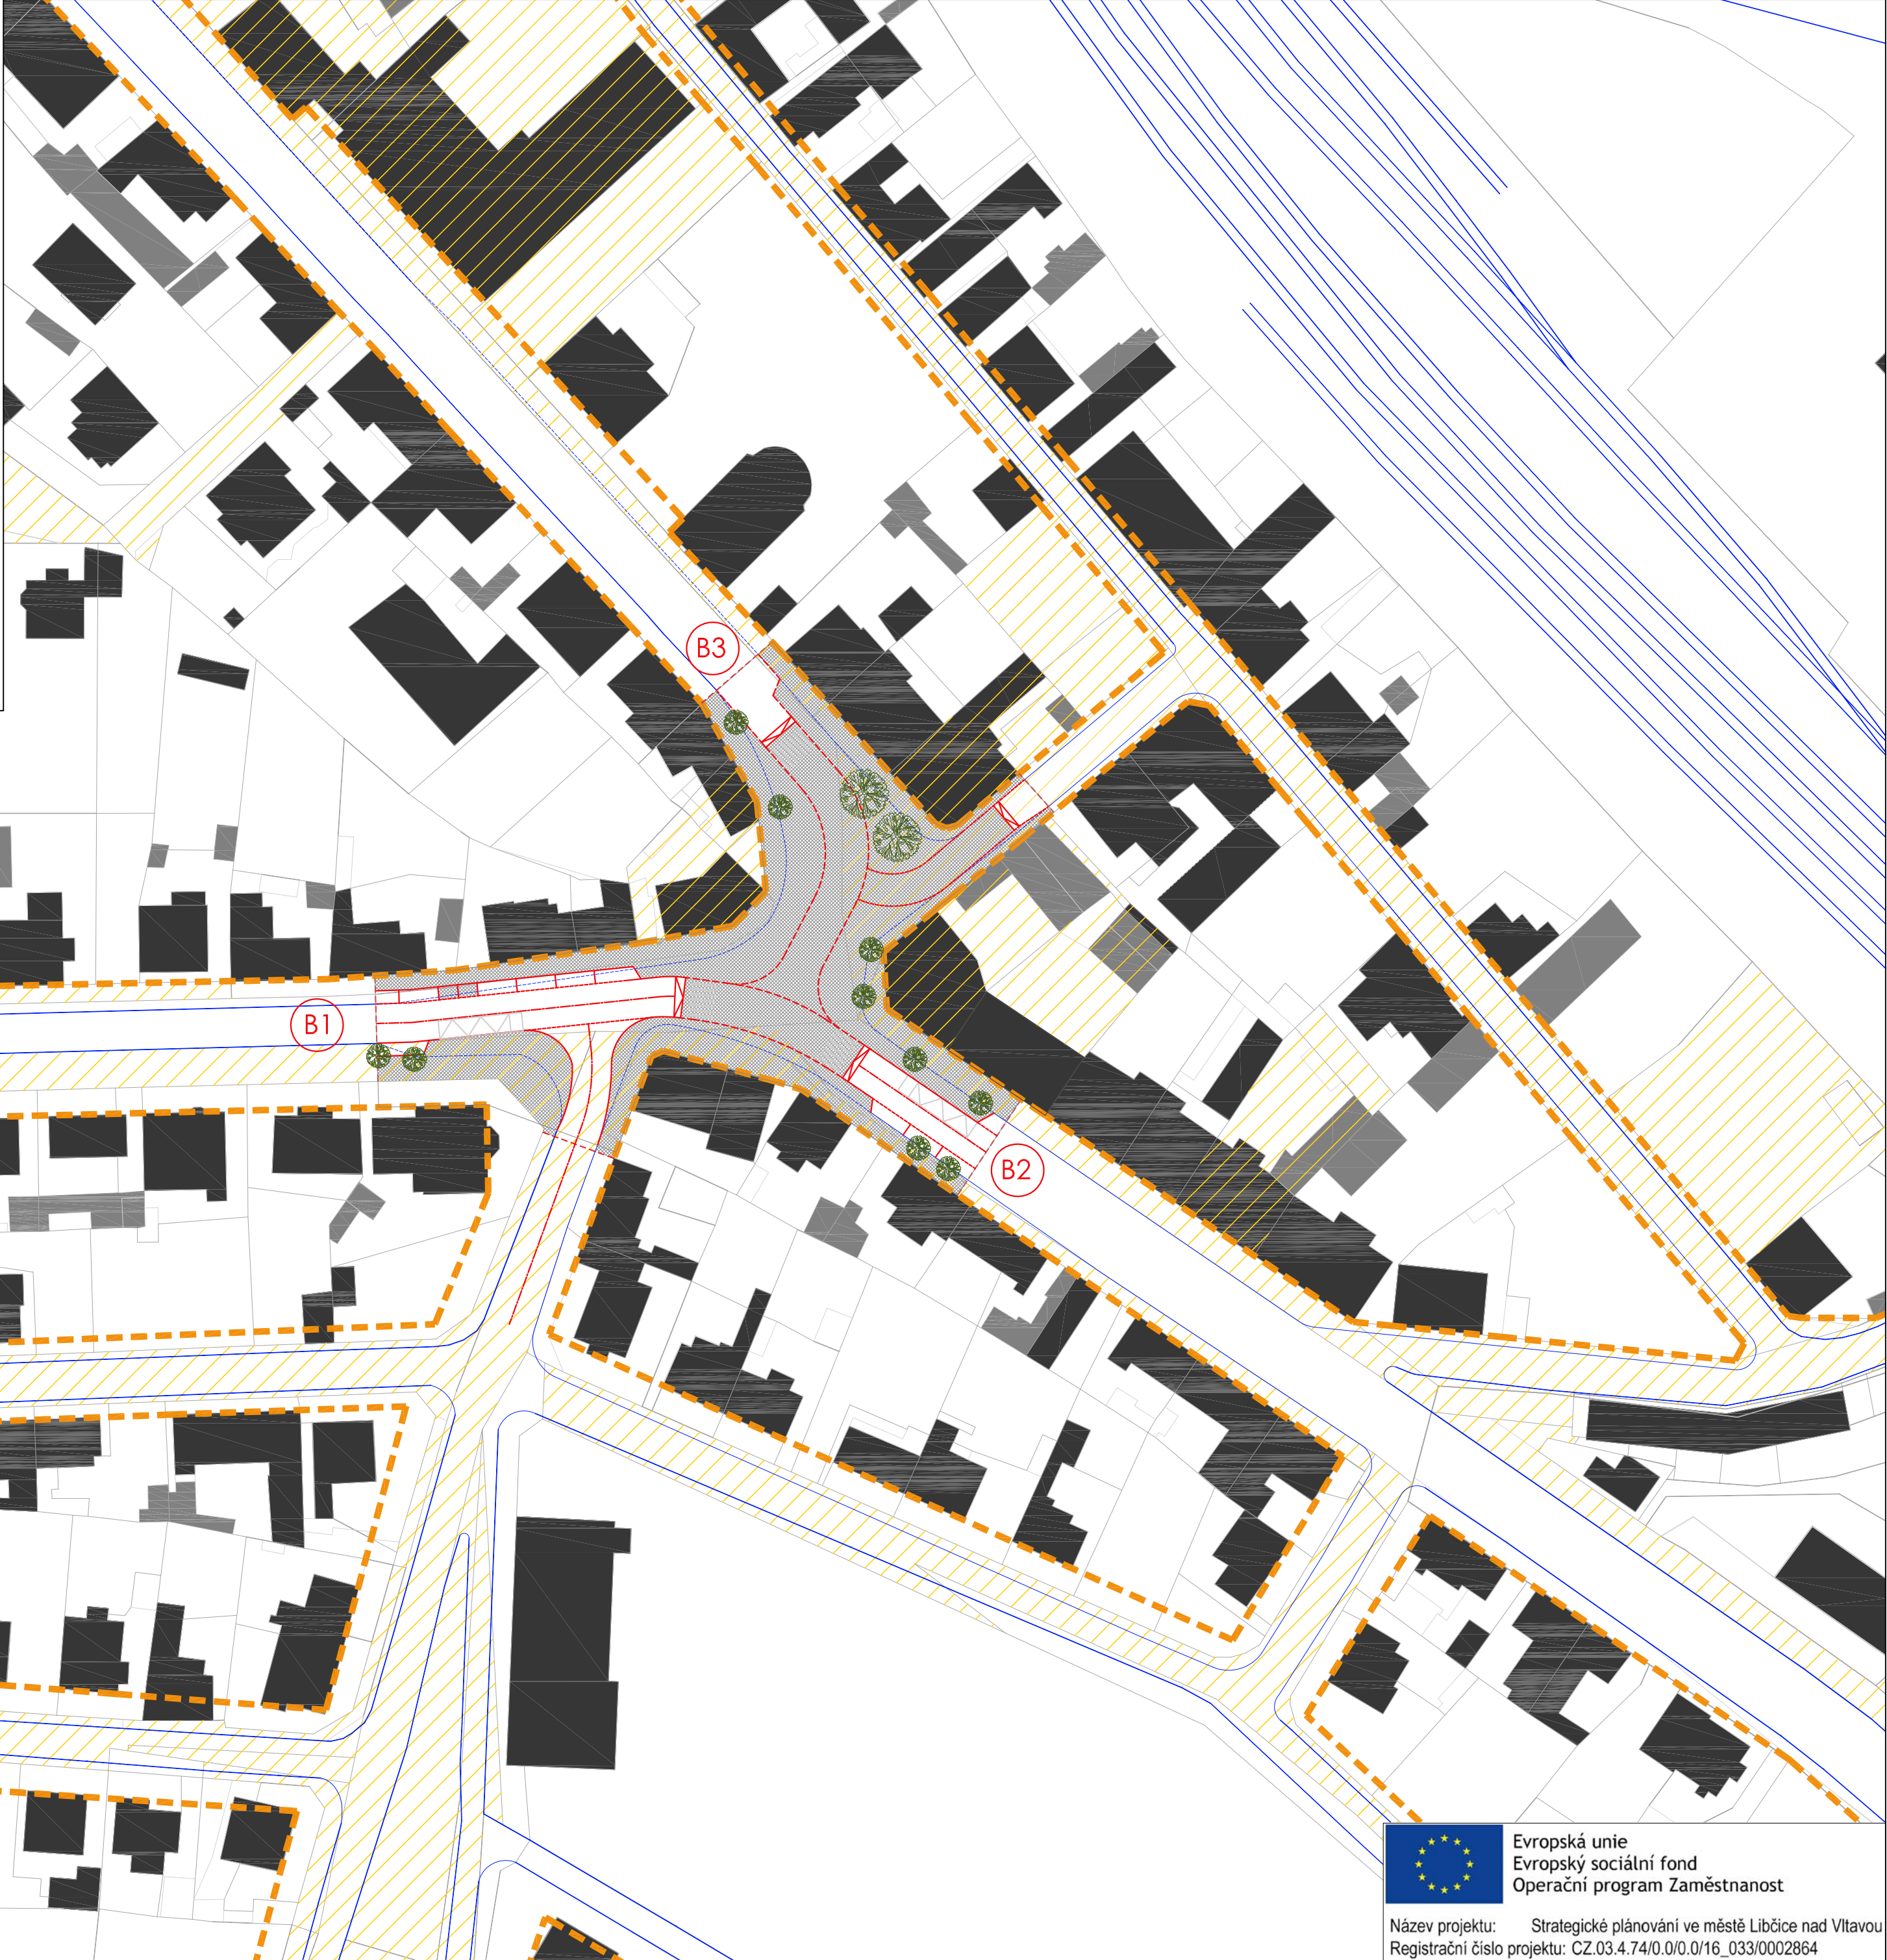 B3
B1
B2
Evropská unie
Evropský sociální fond
Operační program Zaměstnanost
Název projektu: Strategické plánování ve městě Libčice nad Vltavou
Registrační číslo projektu: CZ.03.4.74/0.0/0.0/16_033/0002864